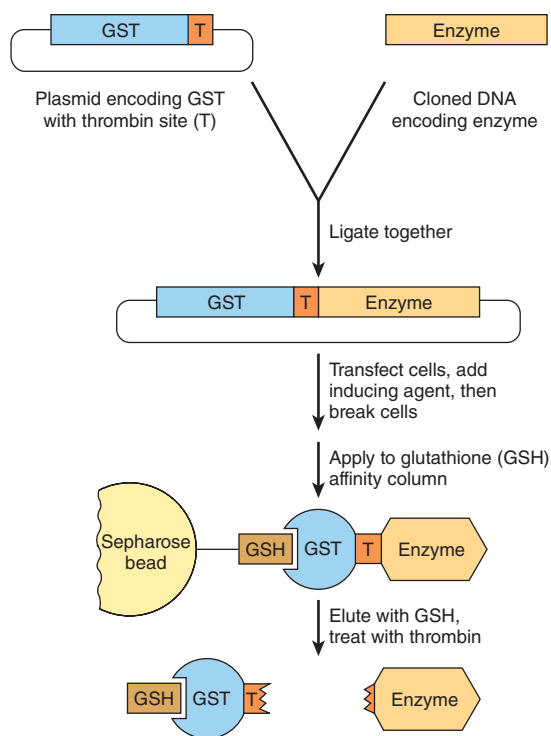 GST
T
Enzyme
Plasmid encoding GST
with thrombin site (T)
Cloned DNA
encoding enzyme
Ligate together
GST
T
Enzyme
Transfect cells, add
inducing agent, then
break cells
Apply to glutathione (GSH)
affinity column
Sepharose
bead
GSH
GST
T
Enzyme
Elute with GSH,
treat with thrombin
GSH
GST
T
Enzyme